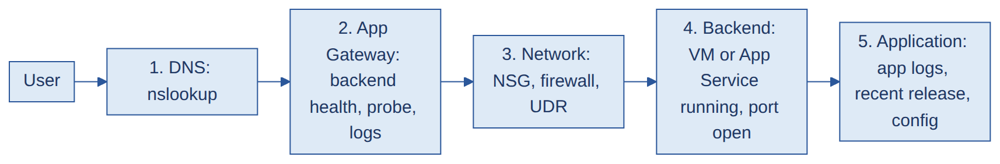 User
1. DNS:
nslookup
2. App
Gateway:
backend
health, probe,
logs
3. Network:
NSG, firewall,
UDR
4. Backend:
VM or App
Service
running, port
open
5. Application:
app logs,
recent release,
config